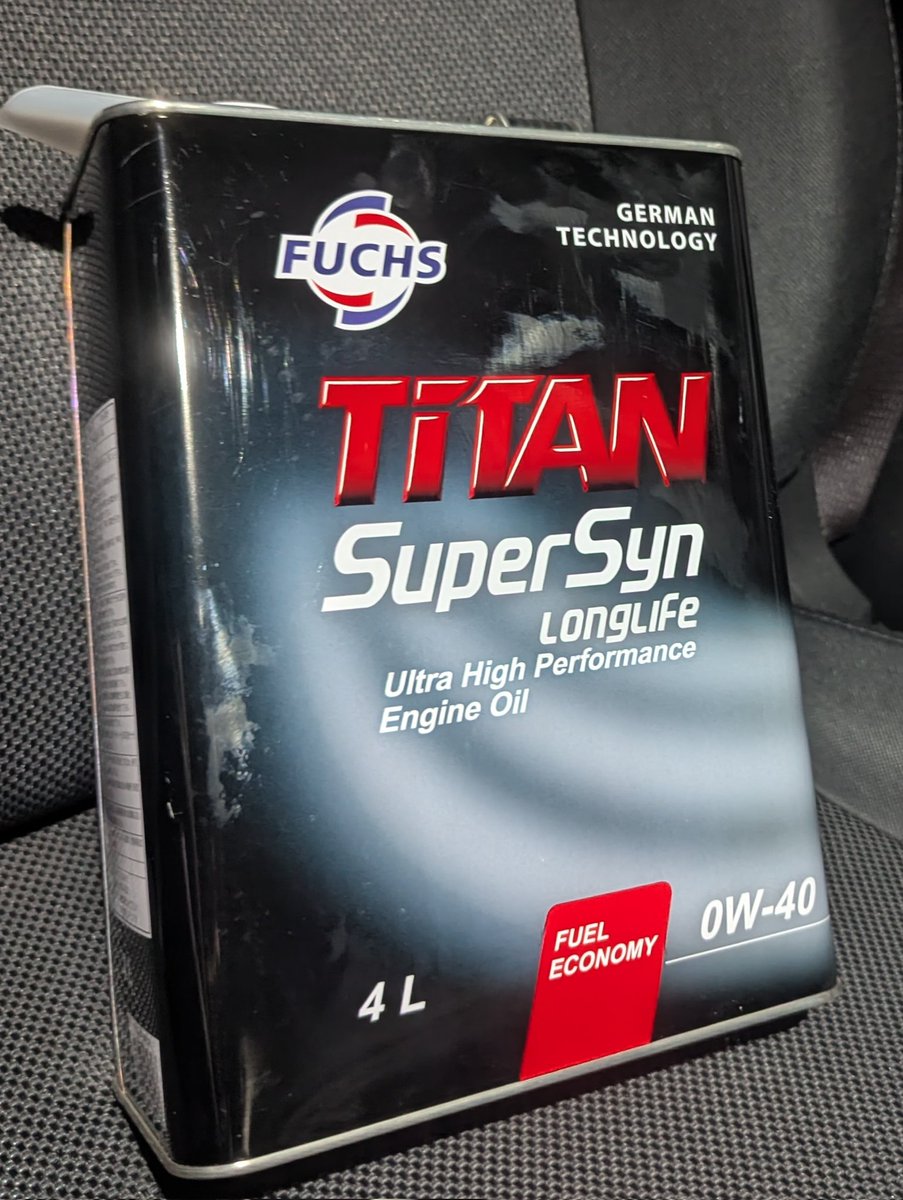 FUCHS
GERMAN
TECHNOLOGY
TiTAN
SuperSyn
LongLife
Ultra High Performance
Engine Oil
FUEL
ECONOMY
0W-40
4 L